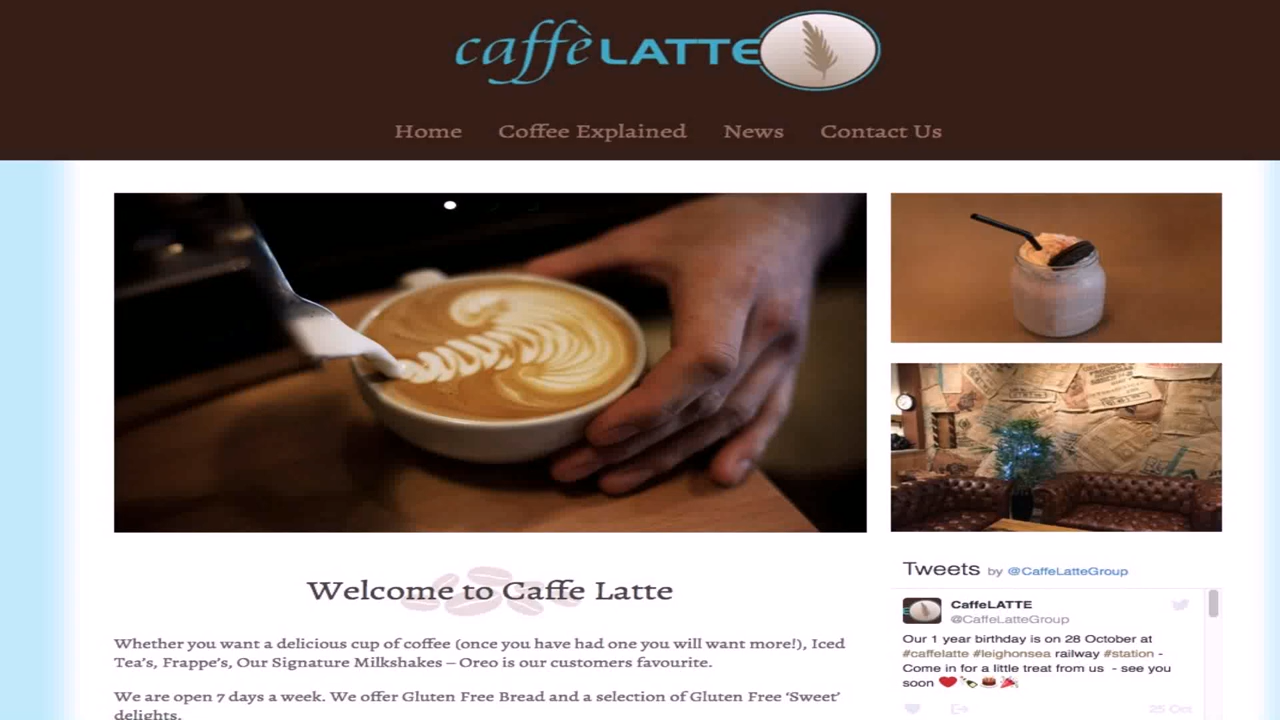 caffèLATTE
Home Coffee Explained News Contact Us
Welcome to Caffe Latte
Whether you want a delicious cup of coffee (once you have had one you will want more!), Iced
Tea's, Frappe's, Our Signature Milkshakes – Oreo is our customers favourite.
We are open 7 days a week. We offer Gluten Free Bread and a selection of Gluten Free ‘Sweet’
delights.
Tweets by @CaffeLatteGroup
CaffeLATTE
@CaffeLatteGroup
Our 1 year birthday is on 28 October at
#caffelatte #leighonsea railway #station -
Come in for a little treat from us - see you
soon ❤️🍾🎂🎉
25 Oct